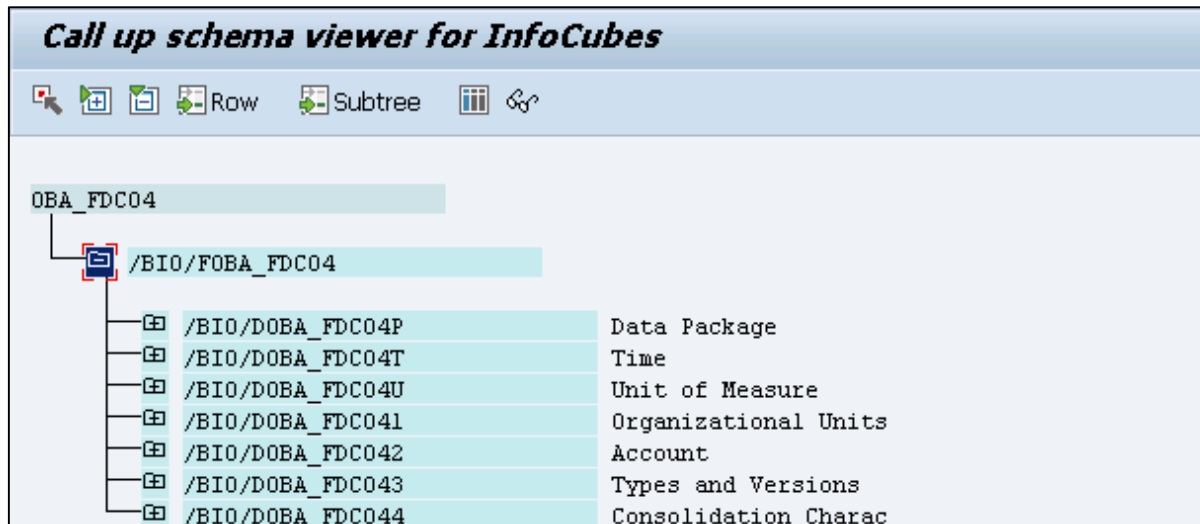 Call up schema viewer for InfoCubes
Row Subtree
0BA_FDC04
/BI0/F0BA_FDC04
/BI0/D0BA_FDC04P Data Package
/BI0/D0BA_FDC04T Time
/BI0/D0BA_FDC04U Unit of Measure
/BI0/D0BA_FDC041 Organizational Units
/BI0/D0BA_FDC042 Account
/BI0/D0BA_FDC043 Types and Versions
/BI0/D0BA_FDC044 Consolidation Charac